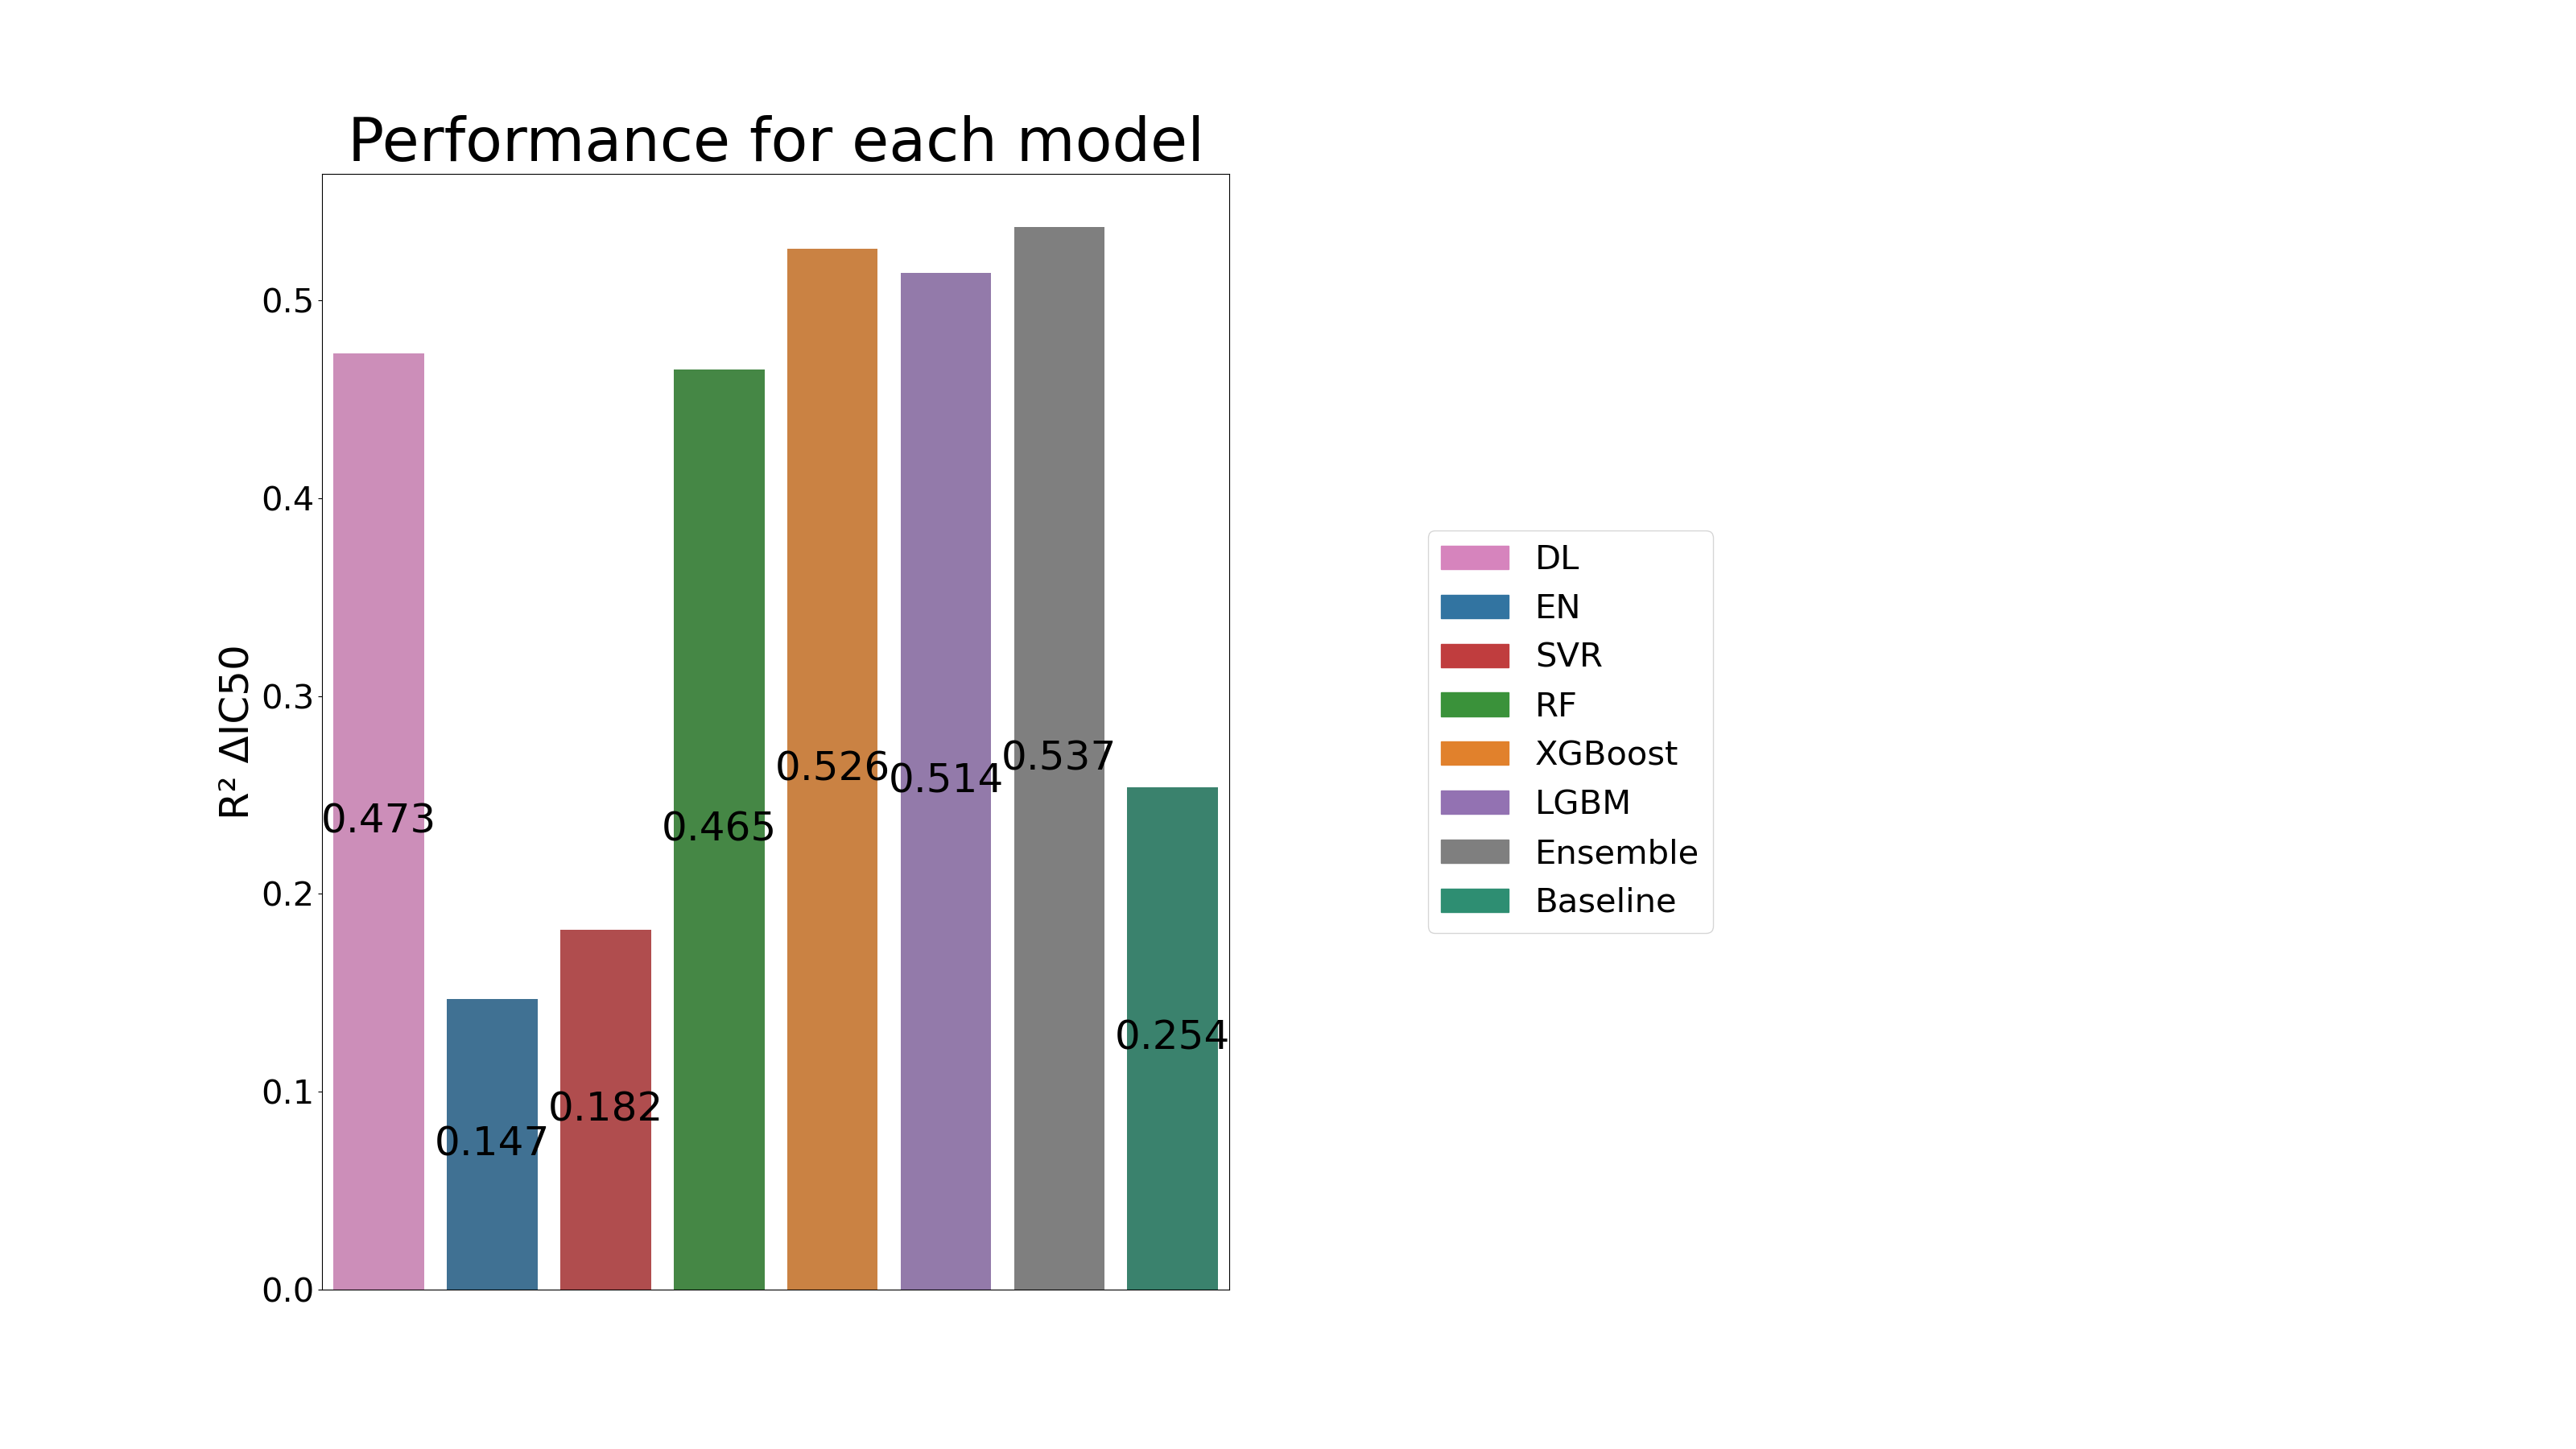 Performance for each model
R² ΔIC50
0.5
0.4
0.3
0.2
0.1
0.0
0.473
0.147
0.182
0.465
0.526
0.514
0.537
0.254
DL
EN
SVR
RF
XGBoost
LGBM
Ensemble
Baseline